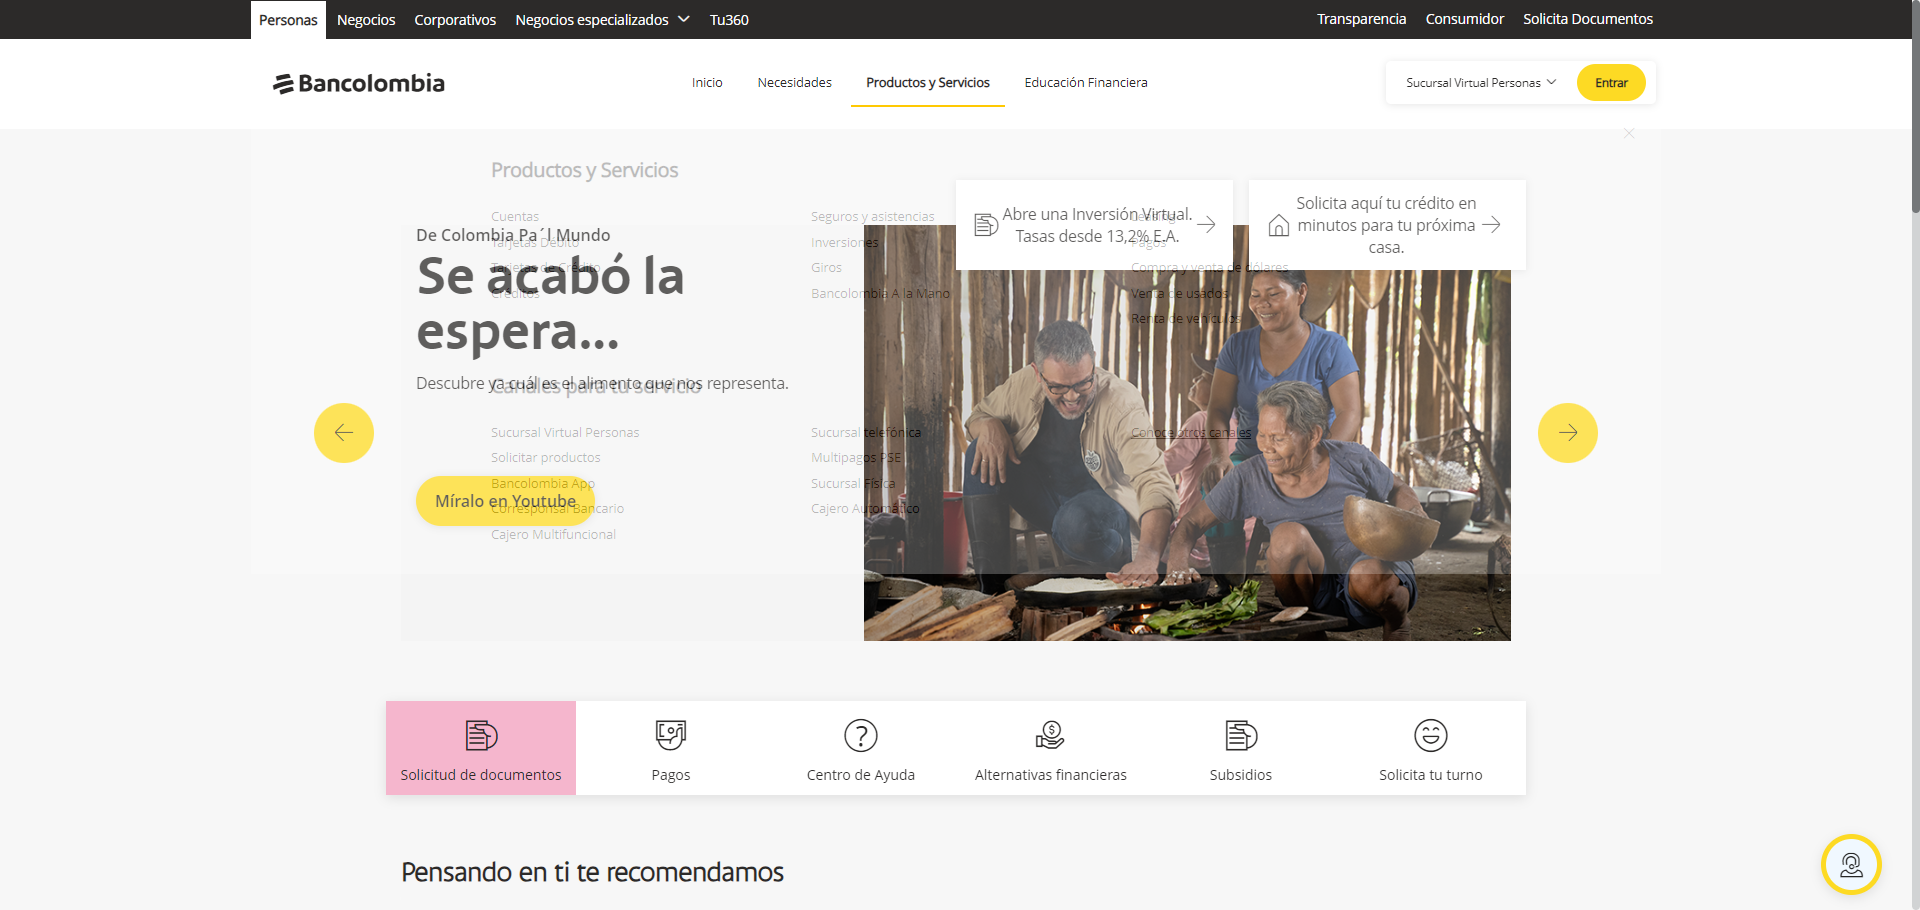 Personas Negocios Corporativos Negocios especializados Tu360 Transparencia Consumidor Solicita Documentos
Bancolombia Inicio Necesidades Productos y Servicios Educación Financiera Sucursal Virtual Personas Entrar
Productos y Servicios
Cuentas
Tarjetas Débito
Tarjetas de Crédito
Créditos
Seguros y asistencias
Inversiones
Giros
Bancolombia A la Mano
Leasing
Pagos
Compra y venta de dólares
Venta de usados
Renta de vehículos
Abre una Inversión Virtual.
Tasas desde 13,2% E.A.
Solicita aquí tu crédito en
minutos para tu próxima
casa.
De Colombia Pa´l Mundo
Se acabó la
espera...
Descubre ya cuál es el alimento que nos representa.
Míralo en Youtube
Canales para tu servicio
Sucursal Virtual Personas
Solicitar productos
Bancolombia App
Corresponsal Bancario
Cajero Multifuncional
Sucursal telefónica
Multipagos PSE
Sucursal Física
Cajero Automático
Conoce otros canales
Solicitud de documentos
Pagos
Centro de Ayuda
Alternativas financieras
Subsidios
Solicita tu turno
Pensando en ti te recomendamos